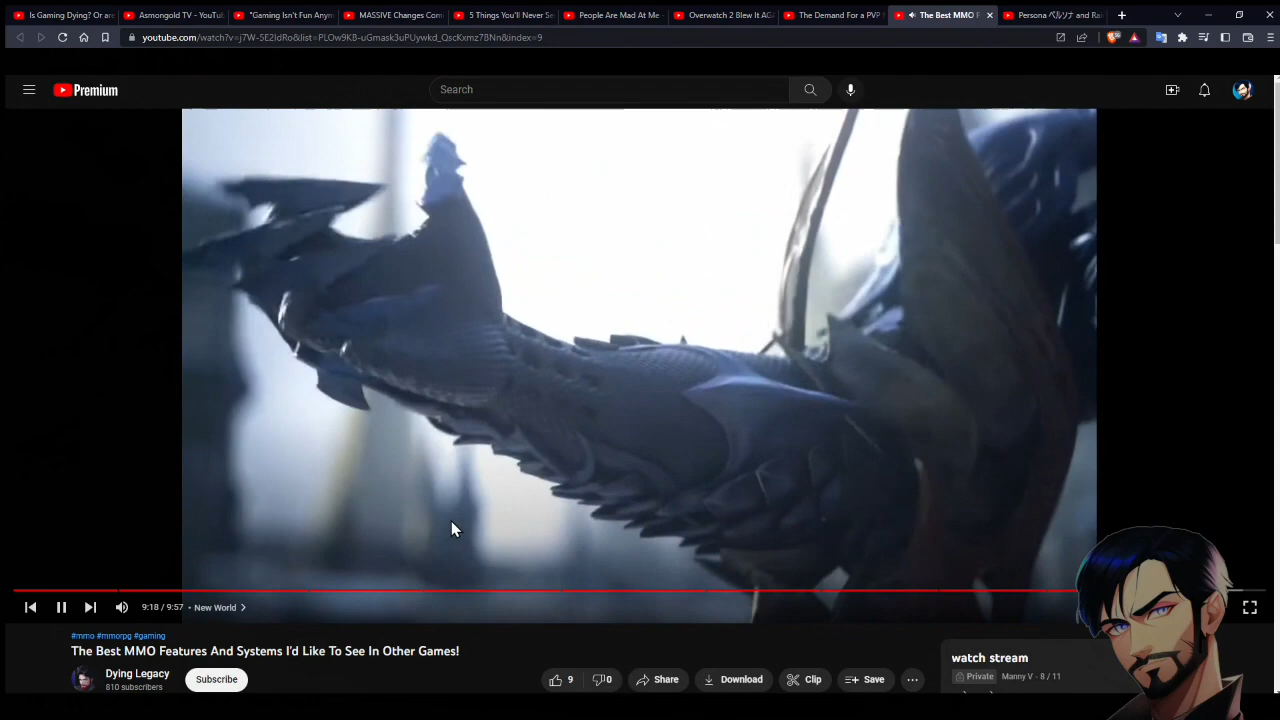 Is Gaming Dying? Or are
Asmongold TV - YouTu
"Gaming Isn't Fun Anym
MASSIVE Changes Com
5 Things You'll Never Se
People Are Mad At Me
Overwatch 2 Blew It AGA
The Demand For a PVP
The Best MMO F
Persona ペルソナ and Rai
youtube.com/watch?v=j7W-5E2IdRo&list=PLOw9KB-uGmask3uPUywkd_QscKxmz7BNn&index=9
Premium
Search
9:18 / 9:57 • New World
#mmo #mmorpg #gaming
The Best MMO Features And Systems I'd Like To See In Other Games!
Dying Legacy
810 subscribers
Subscribe
9
0
Share
Download
Clip
Save
watch stream
Private
Manny V - 8 / 11